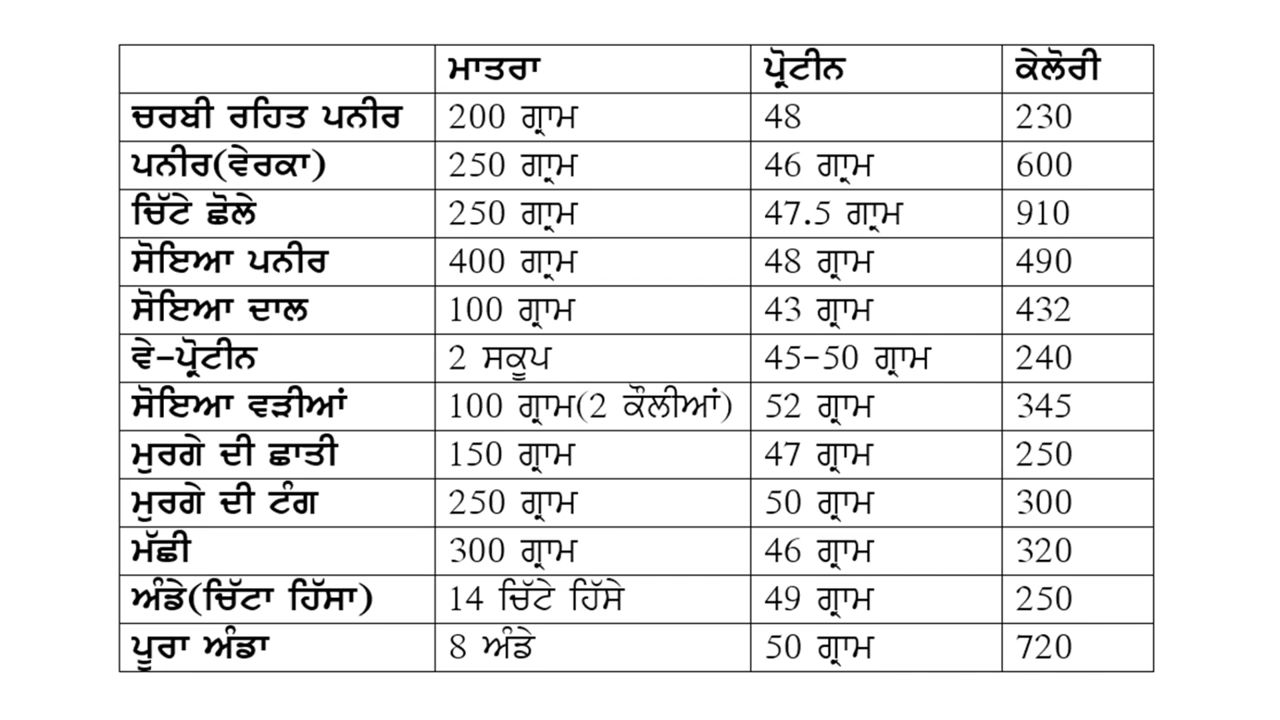 ਮਾਤਰਾ ਪ੍ਰੋਟੀਨ ਕੇਲੋਰੀ
ਚਰਬੀ ਰਹਿਤ ਪਨੀਰ 200 ਗ੍ਰਾਮ 48 230
ਪਨੀਰ(ਵੇਰਕਾ) 250 ਗ੍ਰਾਮ 46 ਗ੍ਰਾਮ 600
ਚਿੱਟੇ ਛੋਲੇ 250 ਗ੍ਰਾਮ 47.5 ਗ੍ਰਾਮ 910
ਸੋਇਆ ਪਨੀਰ 400 ਗ੍ਰਾਮ 48 ਗ੍ਰਾਮ 490
ਸੋਇਆ ਦਾਲ 100 ਗ੍ਰਾਮ 43 ਗ੍ਰਾਮ 432
ਵੇ-ਪ੍ਰੋਟੀਨ 2 ਸਕੂਪ 45-50 ਗ੍ਰਾਮ 240
ਸੋਇਆ ਵੜੀਆਂ 100 ਗ੍ਰਾਮ(2 ਕੌਲੀਆਂ) 52 ਗ੍ਰਾਮ 345
ਮੁਰਗੇ ਦੀ ਛਾਤੀ 150 ਗ੍ਰਾਮ 47 ਗ੍ਰਾਮ 250
ਮੁਰਗੇ ਦੀ ਟੰਗ 250 ਗ੍ਰਾਮ 50 ਗ੍ਰਾਮ 300
ਮੱਛੀ 300 ਗ੍ਰਾਮ 46 ਗ੍ਰਾਮ 320
ਅੰਡੇ(ਚਿੱਟਾ ਹਿੱਸਾ) 14 ਚਿੱਟੇ ਹਿੱਸੇ 49 ਗ੍ਰਾਮ 250
ਪੂਰਾ ਅੰਡਾ 8 ਅੰਡੇ 50 ਗ੍ਰਾਮ 720